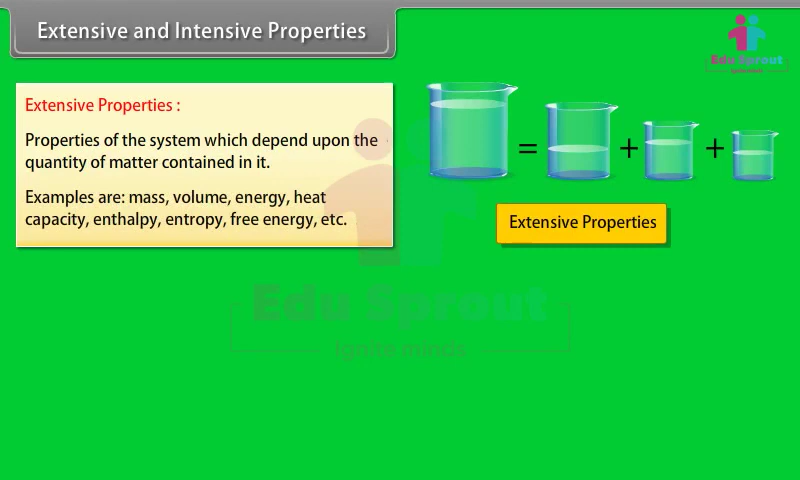 Extensive and Intensive Properties
Edu Sprout
Ignite minds
Extensive Properties :
Properties of the system which depend upon the
quantity of matter contained in it.
Examples are: mass, volume, energy, heat
capacity, enthalpy, entropy, free energy, etc.
= + +
Extensive Properties
Edu Sprout
Ignite minds